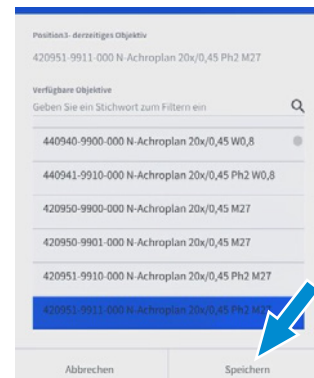 Position3- derzeitiges Objektiv
420951-9911-000 N-Achroplan 20x/0,45 Ph2 M27
Verfügbare Objektive
Geben Sie ein Stichwort zum Filtern ein
440940-9900-000 N-Achroplan 20x/0,45 W0,8
440941-9910-000 N-Achroplan 20x/0,45 Ph2 W0,8
420950-9900-000 N-Achroplan 20x/0,45 M27
420950-9901-000 N-Achroplan 20x/0,45 M27
420951-9910-000 N-Achroplan 20x/0,45 Ph2 M27
420951-9911-000 N-Achroplan 20x/0,45 Ph2 M27
Abbrechen
Speichern